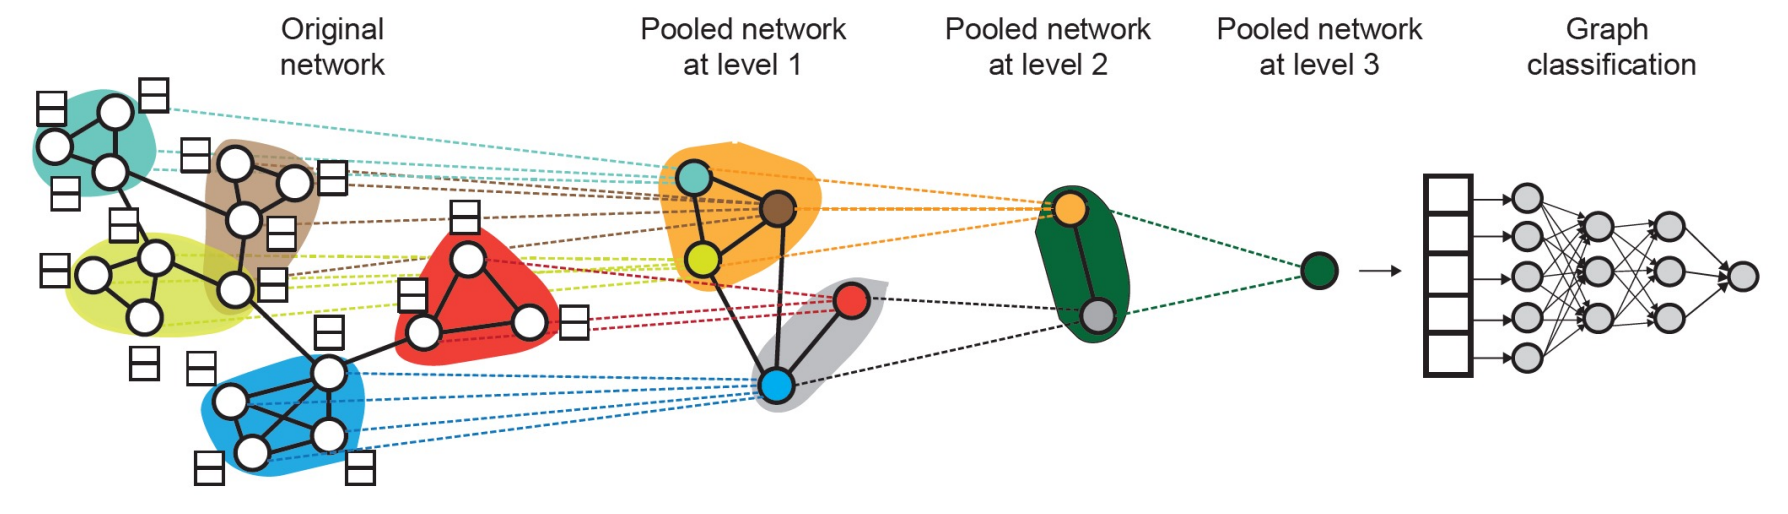 Original
network
Pooled network
at level 1
Pooled network
at level 2
Pooled network
at level 3
Graph
classification